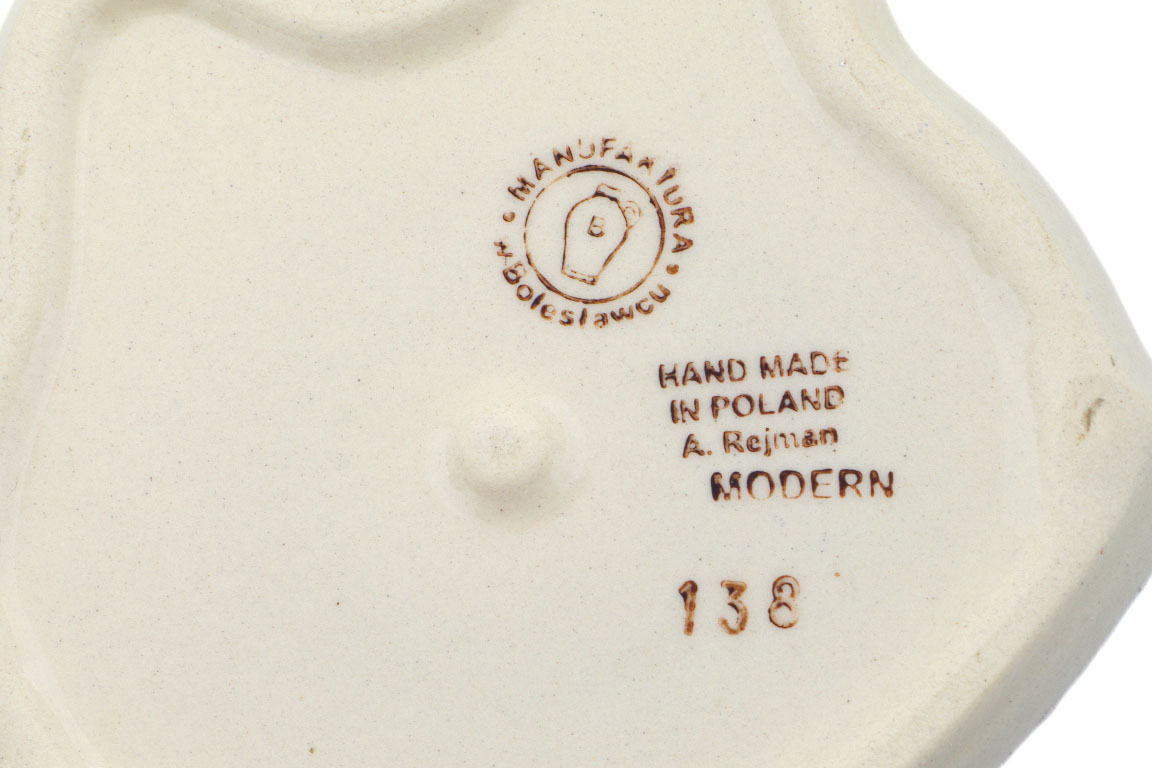 MANUFAKTURA
w Bolesławcu
B
HAND MADE
IN POLAND
A. Rejman
MODERN
138